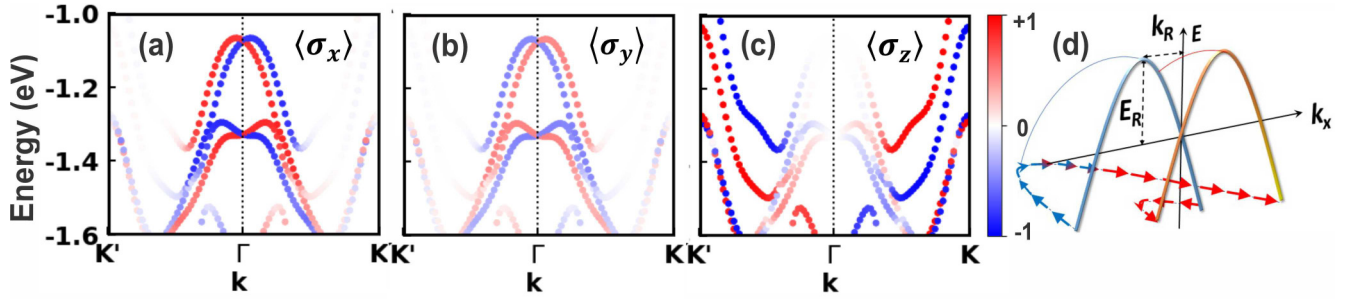 Energy (eV)
-1.0
-1.2
-1.4
-1.6
(a)
⟨σx⟩
K'
Γ
K
k
(b)
⟨σy⟩
K'
Γ
K
k
(c)
⟨σz⟩
K'
Γ
K
k
+1
0
-1
(d)
kR
E
ER
kx